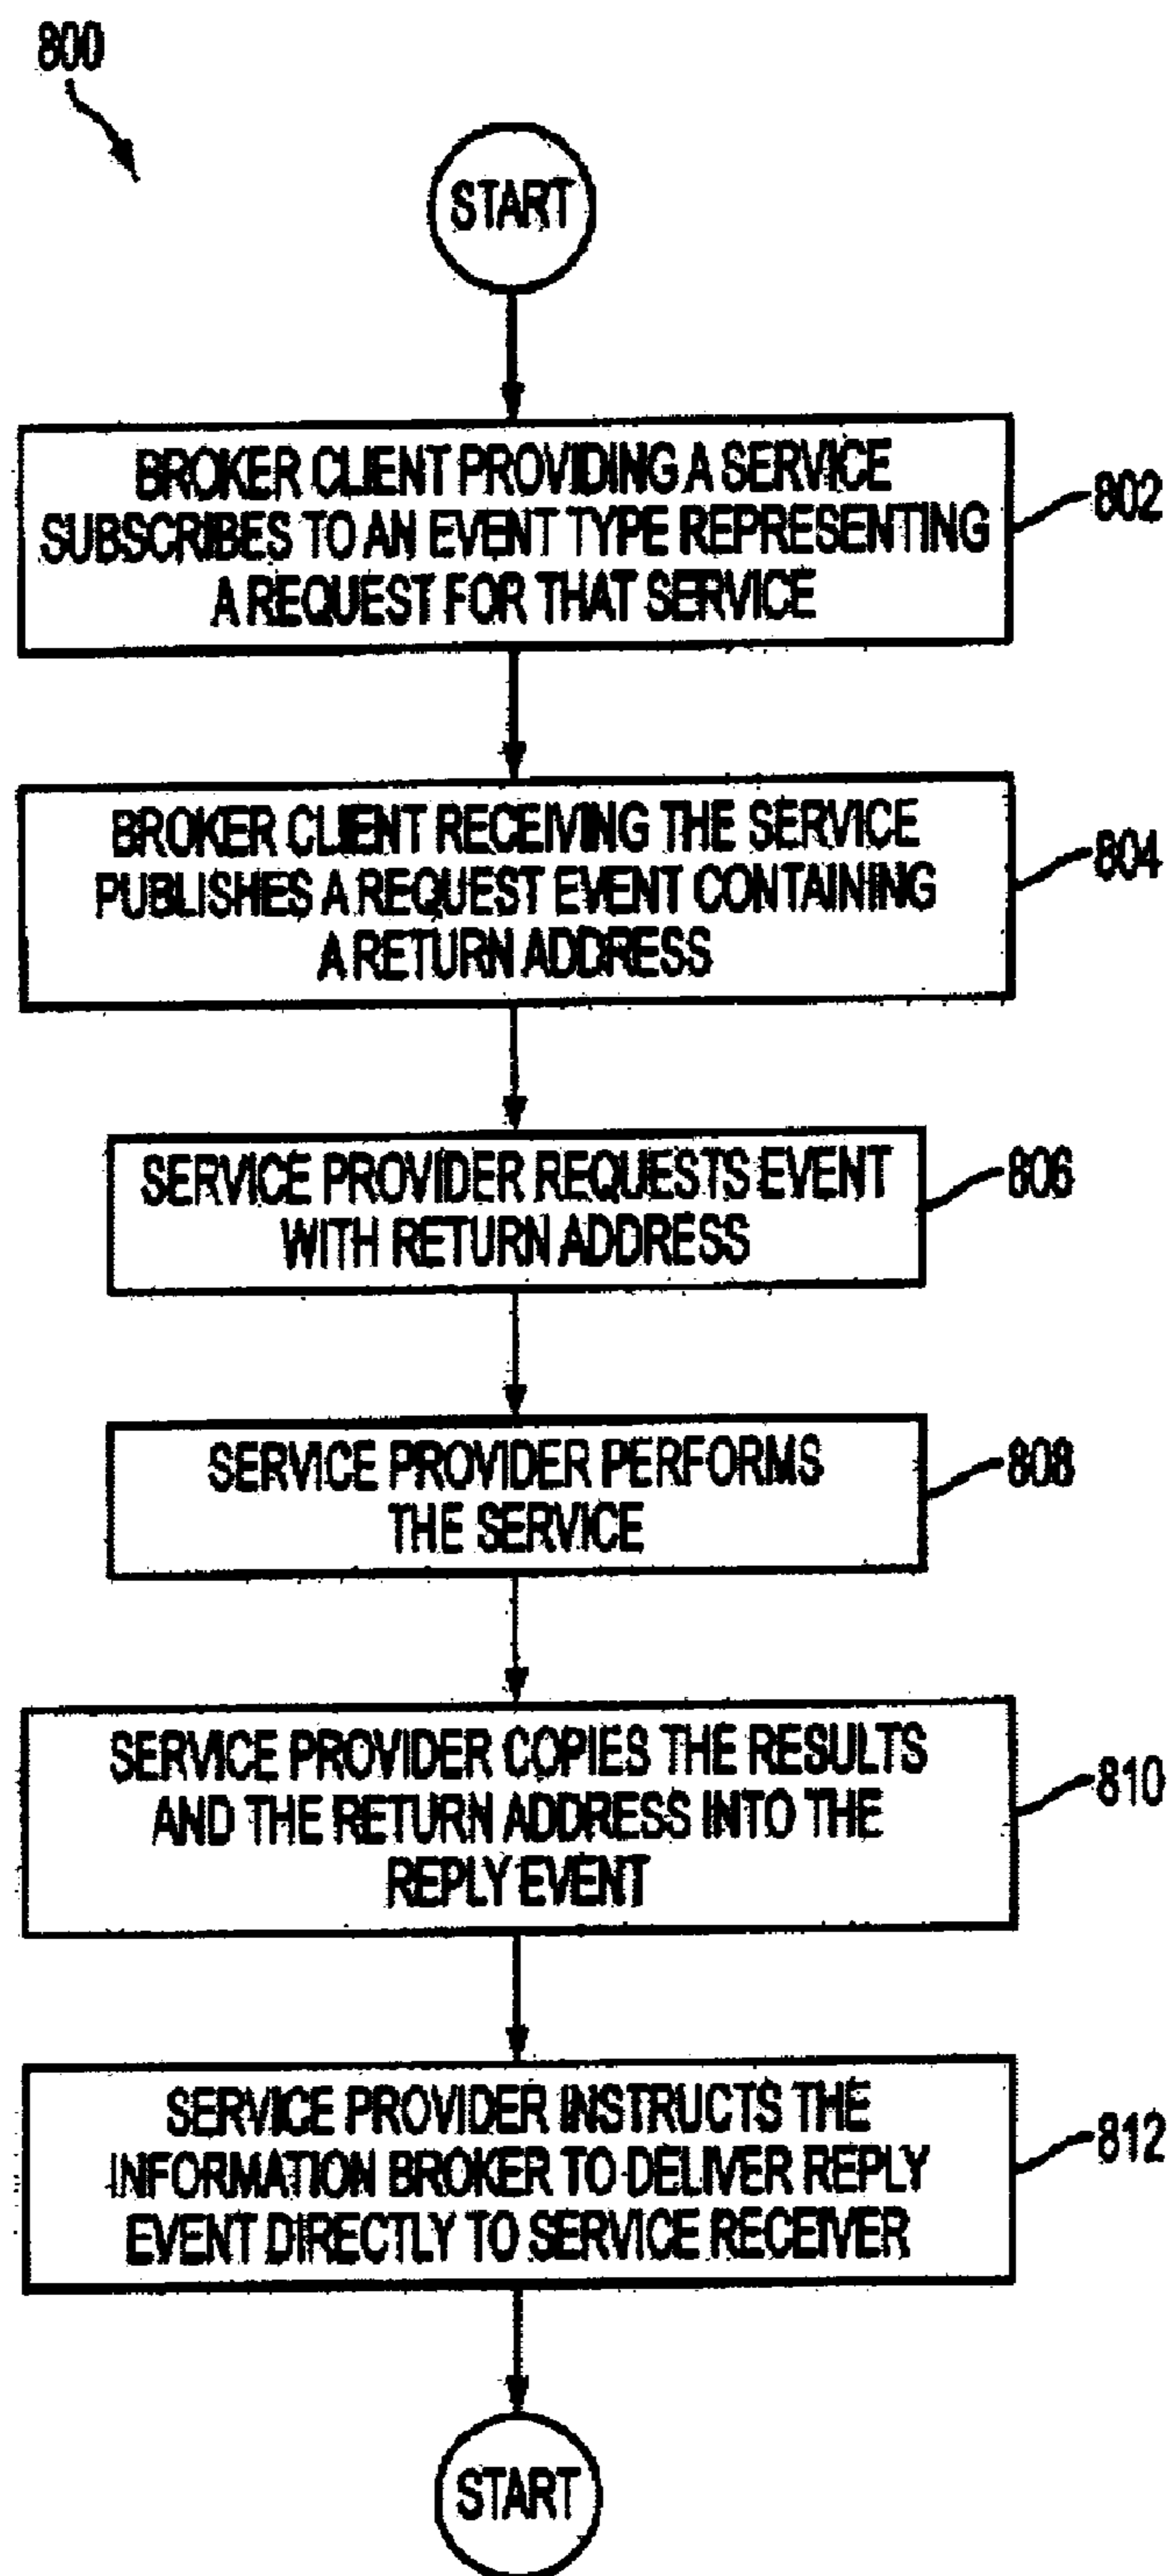 800
START
BROKER CLIENT PROVIDING A SERVICE
SUBSCRIBES TO AN EVENT TYPE REPRESENTING
A REQUEST FOR THAT SERVICE
802
BROKER CLIENT RECEIVING THE SERVICE
PUBLISHES A REQUEST EVENT CONTAINING
A RETURN ADDRESS
804
SERVICE PROVIDER REQUESTS EVENT
WITH RETURN ADDRESS
806
SERVICE PROVIDER PERFORMS
THE SERVICE
808
SERVICE PROVIDER COPIES THE RESULTS
AND THE RETURN ADDRESS INTO THE
REPLY EVENT
810
SERVICE PROVIDER INSTRUCTS THE
INFORMATION BROKER TO DELIVER REPLY
EVENT DIRECTLY TO SERVICE RECEIVER
812
START